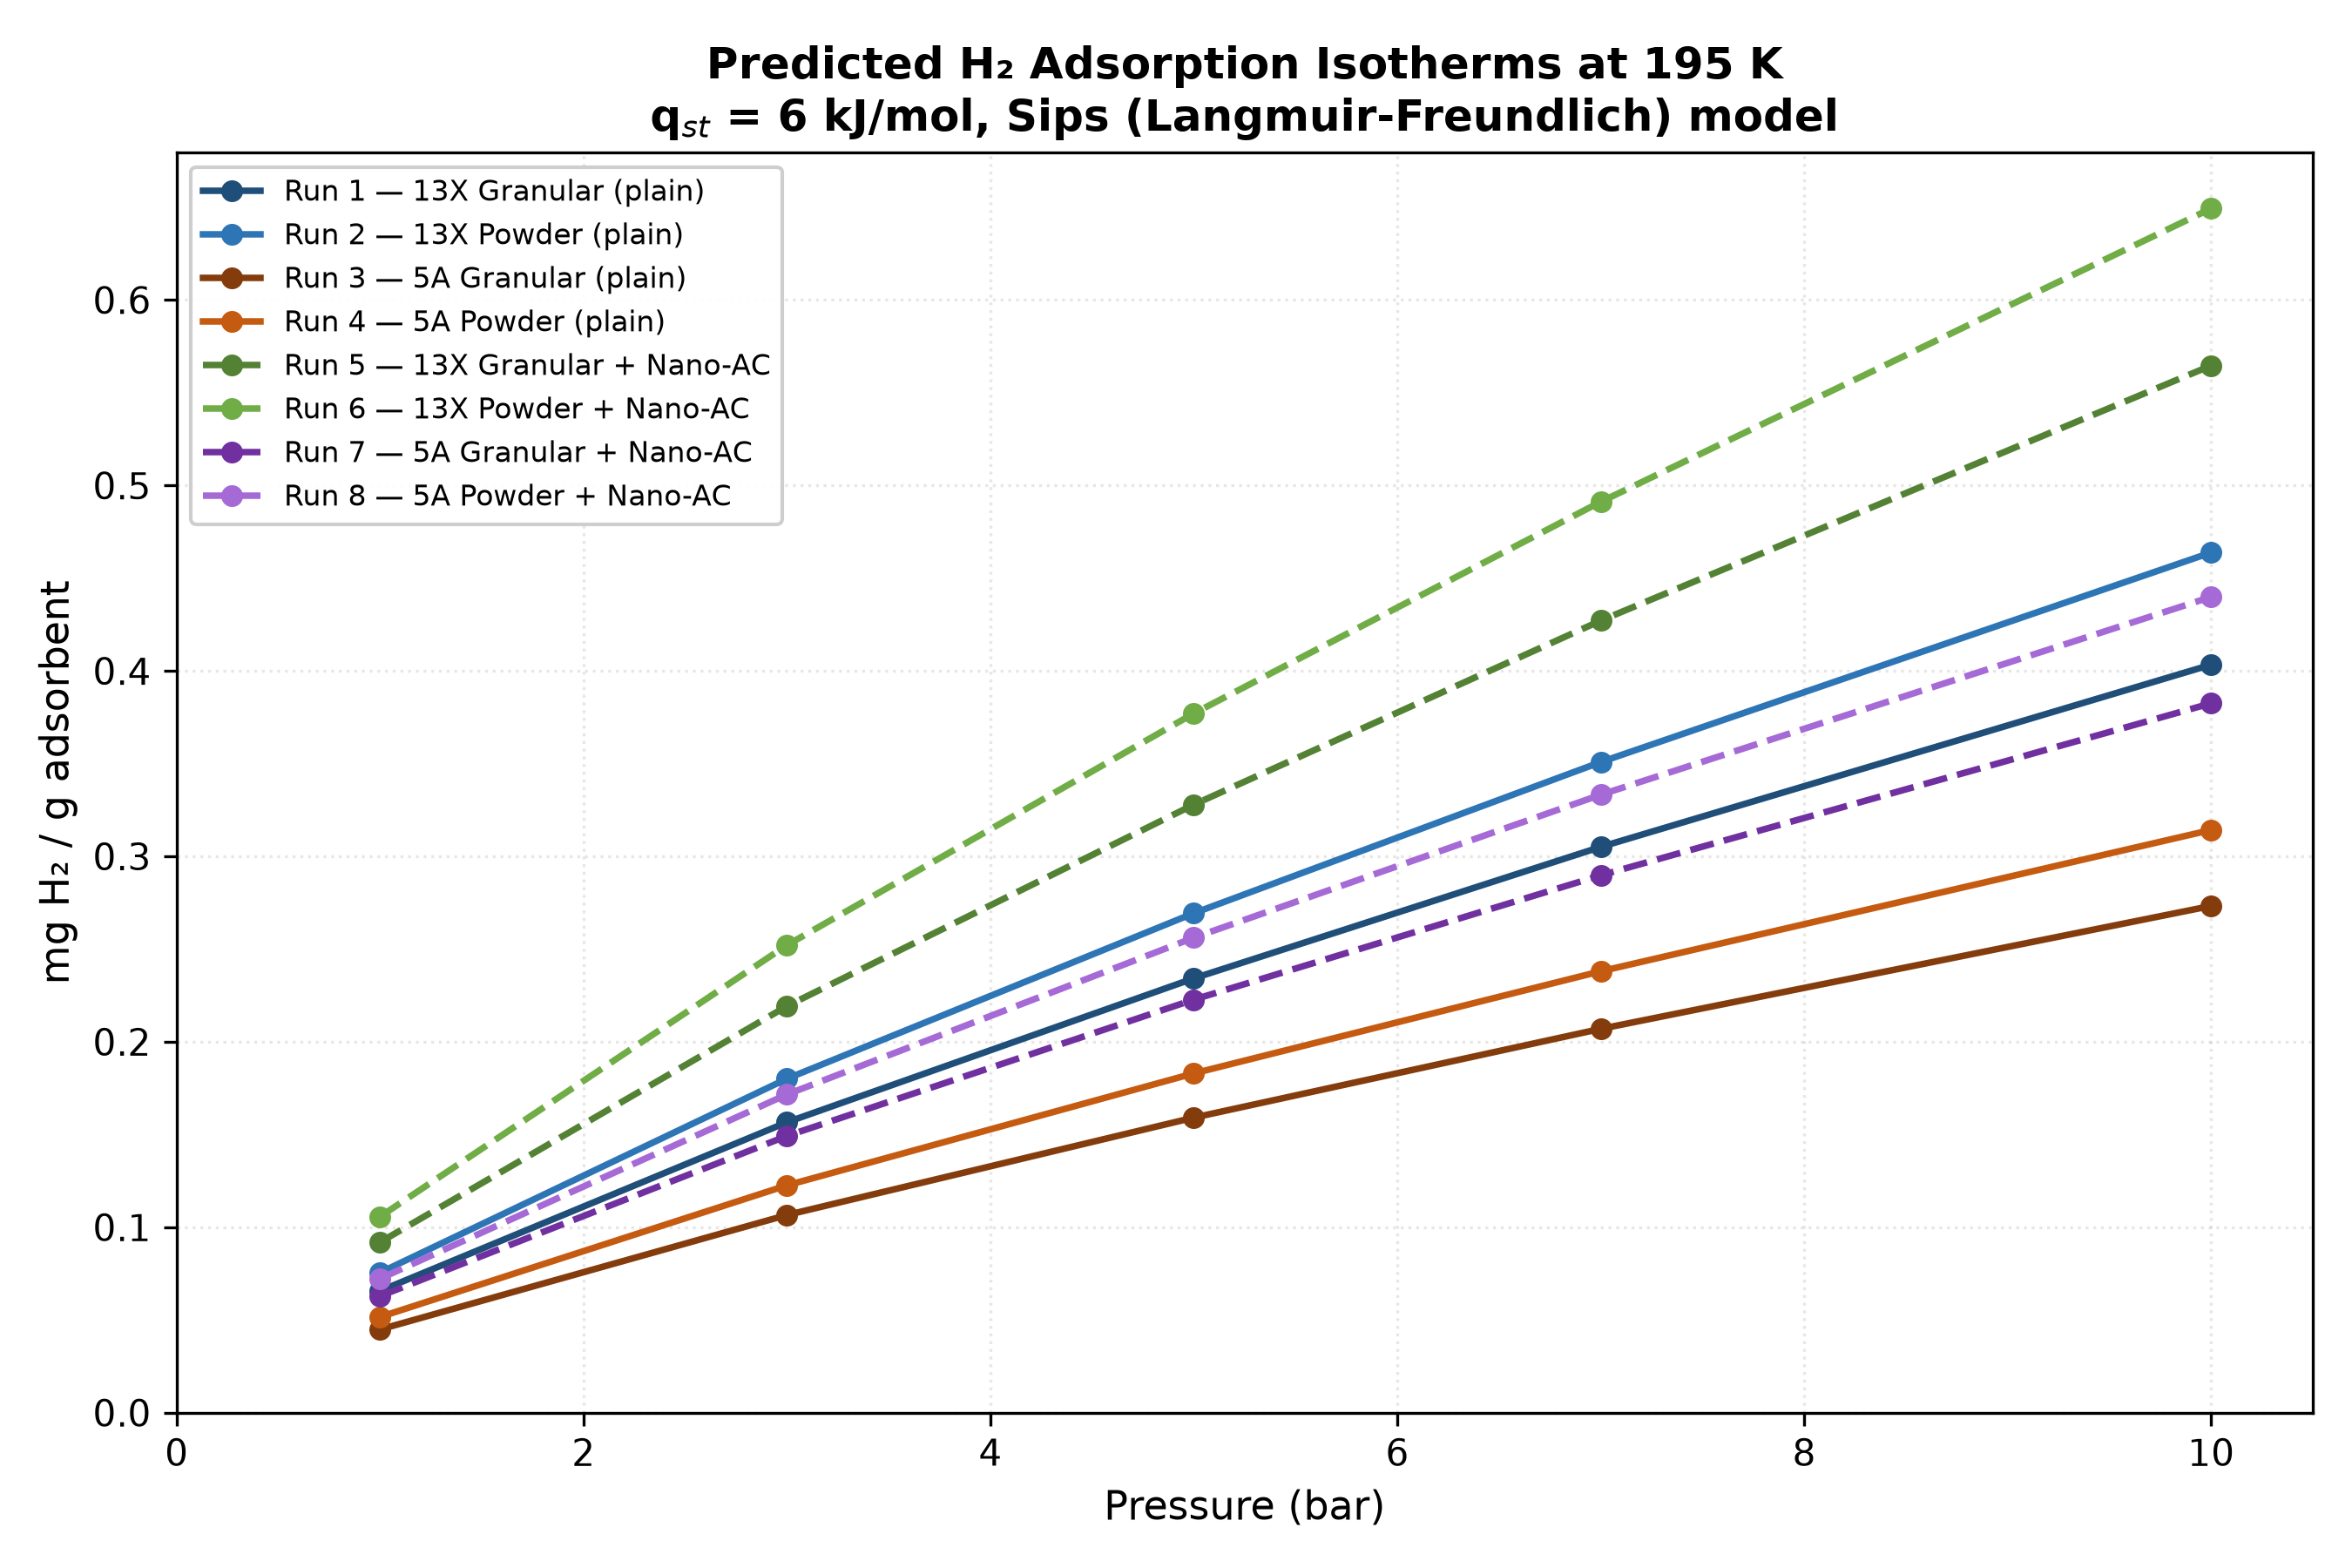 Predicted H₂ Adsorption Isotherms at 195 K
qst = 6 kJ/mol, Sips (Langmuir-Freundlich) model
Run 1 — 13X Granular (plain)
Run 2 — 13X Powder (plain)
Run 3 — 5A Granular (plain)
Run 4 — 5A Powder (plain)
Run 5 — 13X Granular + Nano-AC
Run 6 — 13X Powder + Nano-AC
Run 7 — 5A Granular + Nano-AC
Run 8 — 5A Powder + Nano-AC
mg H₂ / g adsorbent
0.6
0.5
0.4
0.3
0.2
0.1
0.0
0 2 4 6 8 10
Pressure (bar)